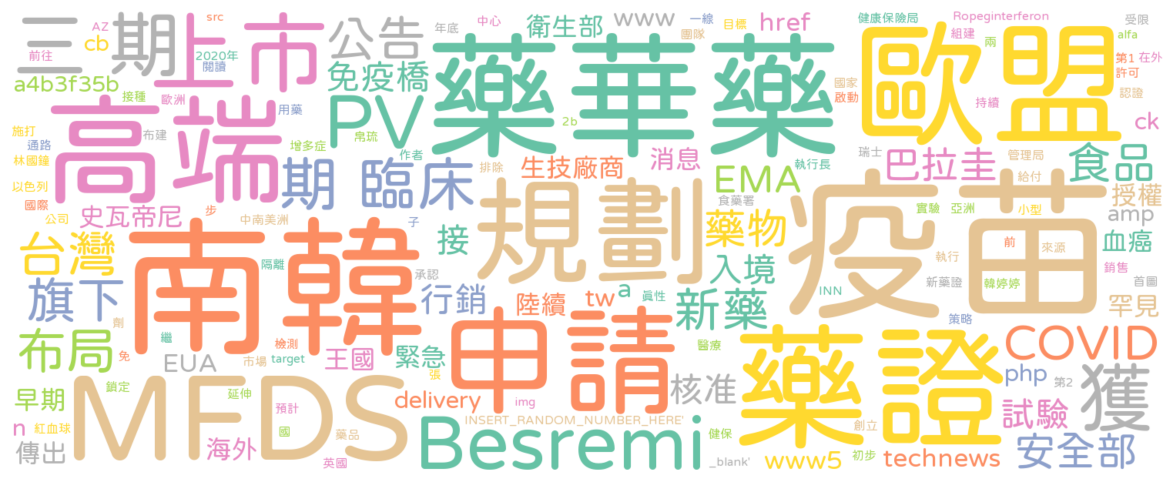 三期
上市
公告
藥華藥
歐盟
高端
PV
免疫橋
衛生部
www
href
cb
a4b3f35b
src
AZ
前往
2020年
閱讀
年底
中心
一線
團隊
目標
健康保險局
Ropeginterferon
組建
兩
受限
alfa
第1
在外
許可
認證
ck
持續
國家
啟動
接種
歐洲
用藥
布建
增多症
帛琉
作者
2b
施打
通路
林國鐘
以色列
國際
公司
史瓦帝尼
步
中南美洲
期
臨床
排除
生技廠商
消息
執行長
EMA
食藥署
瑞士
巴拉圭
管理局
給付
食品
授權
amp
血癌
子
接
規劃
藥物
入境
實驗
亞洲
小型
疫苗
前
來源
執行
新藥證
韓婷婷
銷售
首圖
罕見
台灣
旗下
南韓
隔離
承認
行銷
陸續
tw
a
真性
新藥
INN
策略
布局
劑
繼
EUA
免
檢測
市場
target
王國
緊急
張
申請
醫療
藥證
COVID
php
第2
獲
早期
n
傳出
紅血球
鎖定
MFDS
延伸
預計
國
藥品
海外
英國
delivery
img
INSERT_RANDOM_NUMBER_HERE'
Besremi
核准
健保
_blank'
www5
創立
初步
technews
試驗
安全部